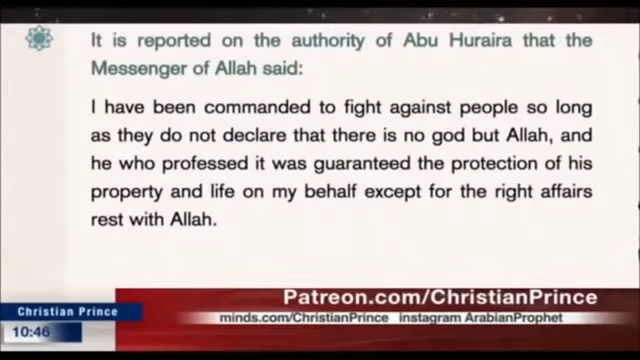 It is reported on the authority of Abu Huraira that the
Messenger of Allah said:
I have been commanded to fight against people so long
as they do not declare that there is no god but Allah, and
he who professed it was guaranteed the protection of his
property and life on my behalf except for the right affairs
rest with Allah.
Patreon.com/ChristianPrince
Christian Prince
minds.com/ChristianPrince instagram ArabianProphet
10:46